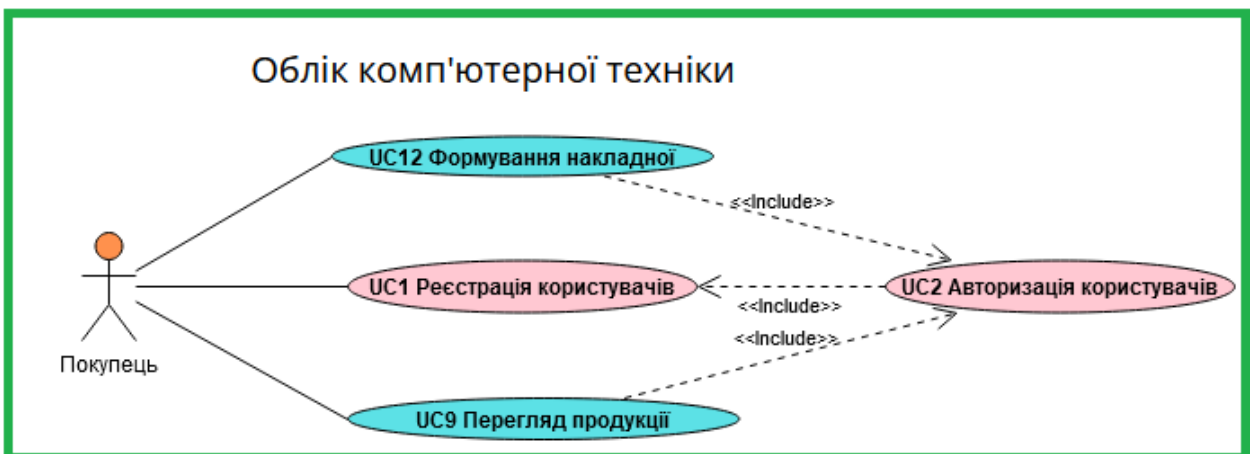 Облік комп'ютерної техніки
UC12 Формування накладної
<<Include>>
UC1 Реєстрація користувачів
UC2 Авторизація користувачів
<<Include>>
<<Include>>
Покупець
UC9 Перегляд продукції